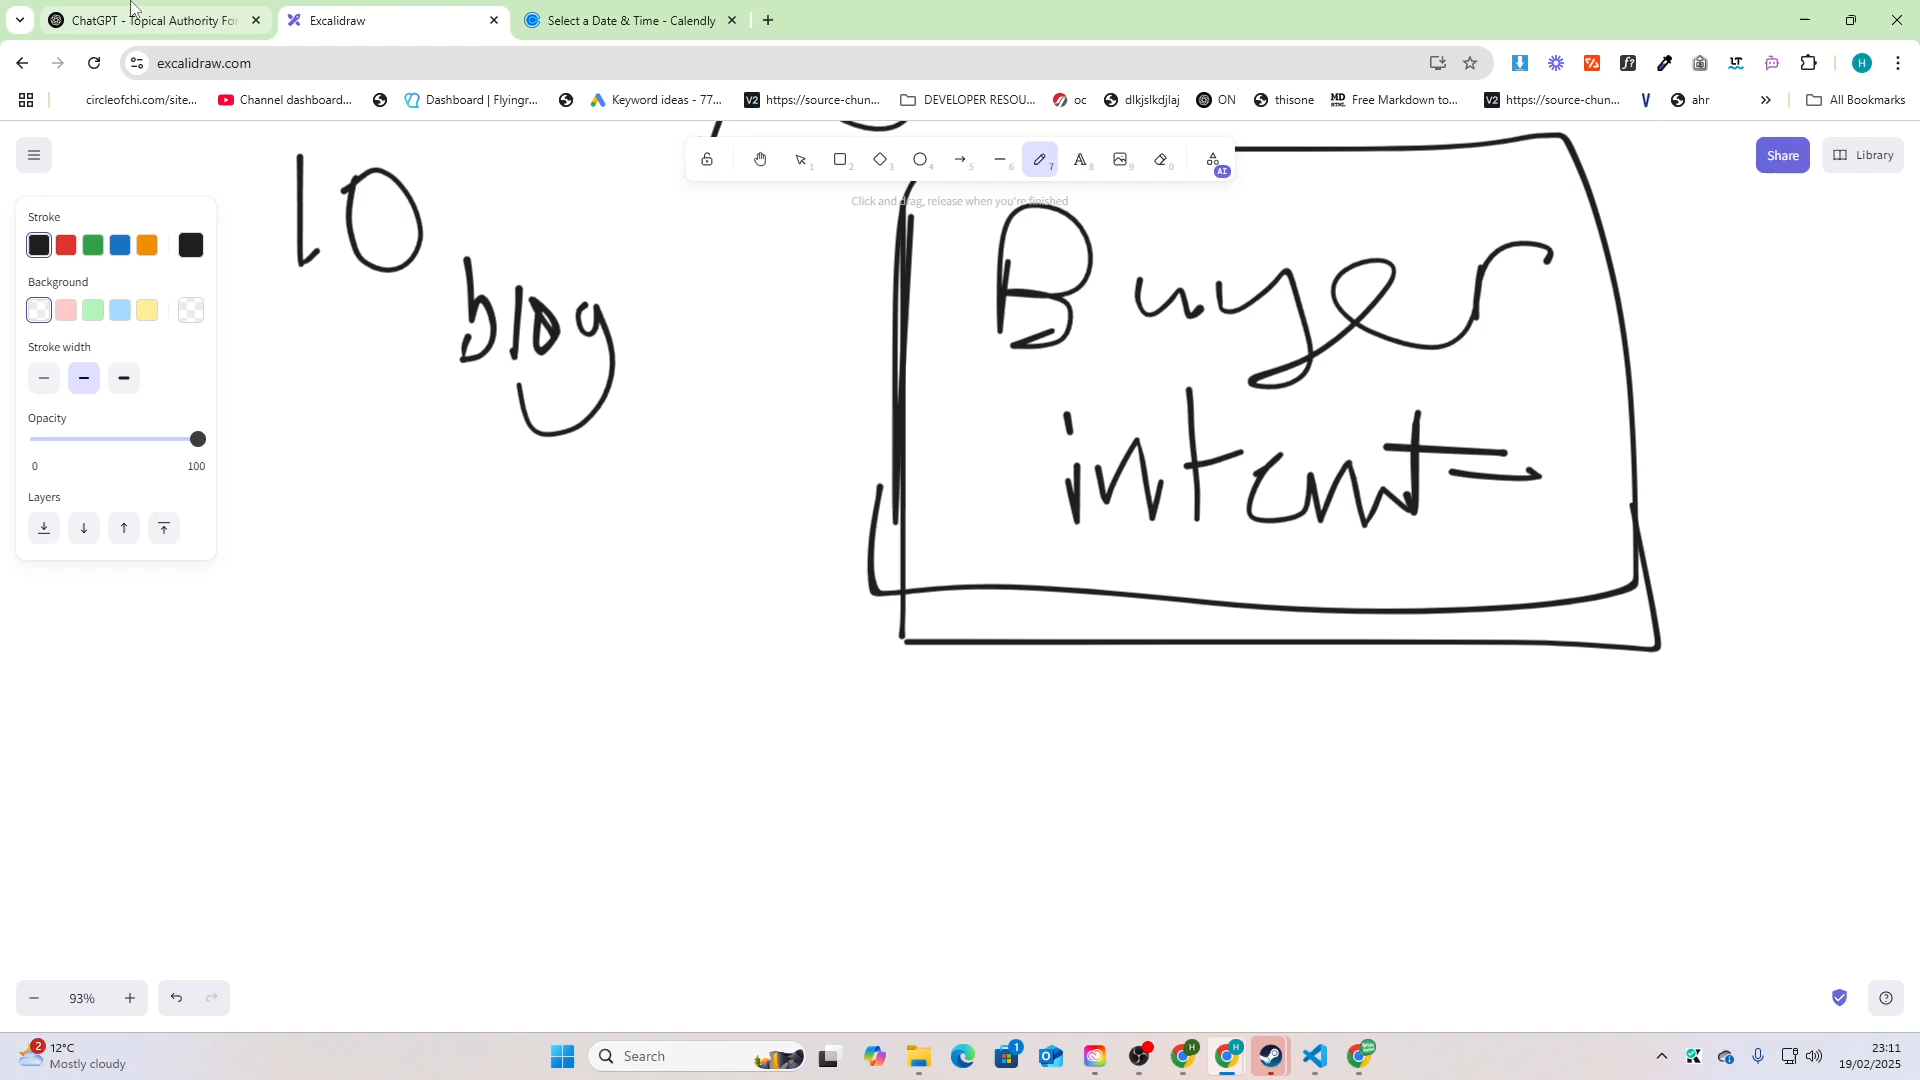 ChatGPT - Topical Authority For
Excalidraw
Select a Date & Time - Calendly
excalidraw.com
circleofchi.com/site...
Channel dashboard...
Dashboard | Flyingr...
Keyword ideas - 77...
https://source-chun...
DEVELOPER RESOU...
oc
dlkjslkdjlaj
ON
thisone
Free Markdown to...
https://source-chun...
ahr
All Bookmarks
Share
Library
Click and drag, release when you're finished
Stroke
Background
Stroke width
Opacity
0 100
Layers
10
blog
Buyer
intent
93%
12°C
Mostly cloudy
Search
23:11
19/02/2025